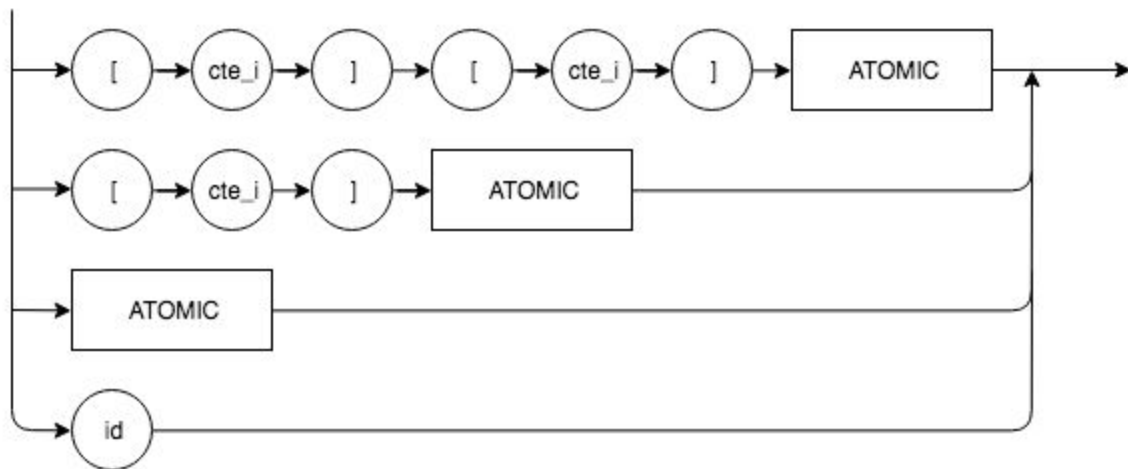 [ cte_i ] [ cte_i ] ATOMIC
[ cte_i ] ATOMIC
ATOMIC
id